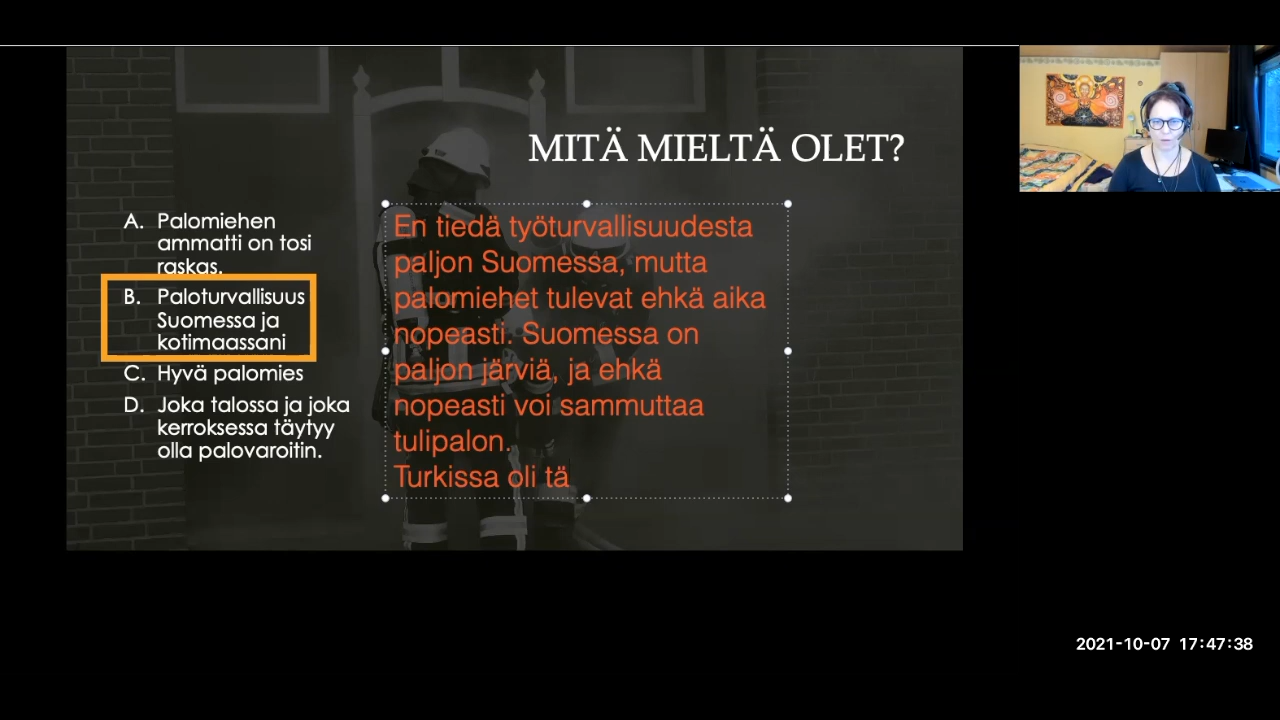 MITÄ MIELTÄ OLET?
A. Palomiehen
ammatti on tosi
raskas.
B. Paloturvallisuus
Suomessa ja
kotimaassani
C. Hyvä palomies
D. Joka talossa ja joka
kerroksessa täytyy
olla palovaroitin.
En tiedä työturvallisuudesta
paljon Suomessa, mutta
palomiehet tulevat ehkä aika
nopeasti. Suomessa on
paljon järviä, ja ehkä
nopeasti voi sammuttaa
tulipalon.
Turkissa oli tä
2021-10-07 17:47:38